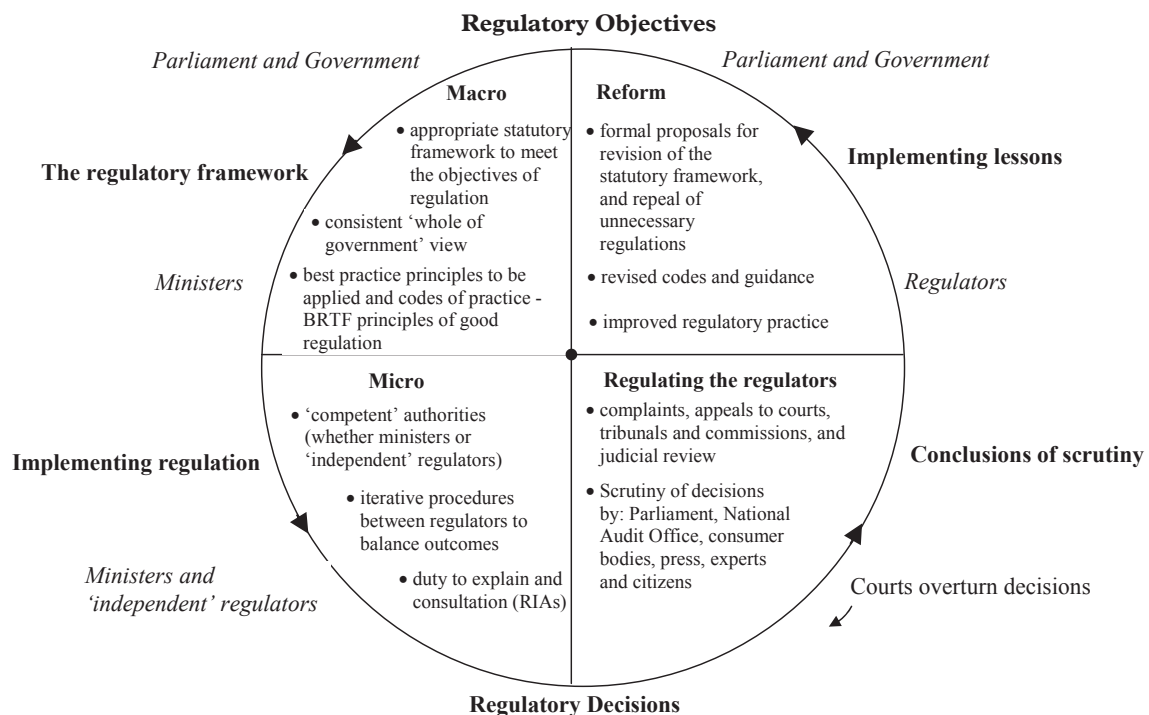 Regulatory Objectives
Parliament and Government
Parliament and Government
Macro
• appropriate statutory
framework to meet
the objectives of
regulation
• consistent ‘whole of
government’ view
• best practice principles to be
applied and codes of practice -
BRTF principles of good
regulation
Reform
• formal proposals for
revision of the
statutory framework,
and repeal of
unnecessary
regulations
• revised codes and guidance
• improved regulatory practice
The regulatory framework
Implementing lessons
Ministers
Regulators
Micro
• ‘competent’ authorities
(whether ministers or
‘independent’ regulators)
• iterative procedures
between regulators to
balance outcomes
• duty to explain and
consultation (RIAs)
Regulating the regulators
• complaints, appeals to courts,
tribunals and commissions, and
judicial review
• Scrutiny of decisions
by: Parliament, National
Audit Office, consumer
bodies, press, experts
and citizens
Implementing regulation
Conclusions of scrutiny
Ministers and
‘independent’ regulators
Courts overturn decisions
Regulatory Decisions